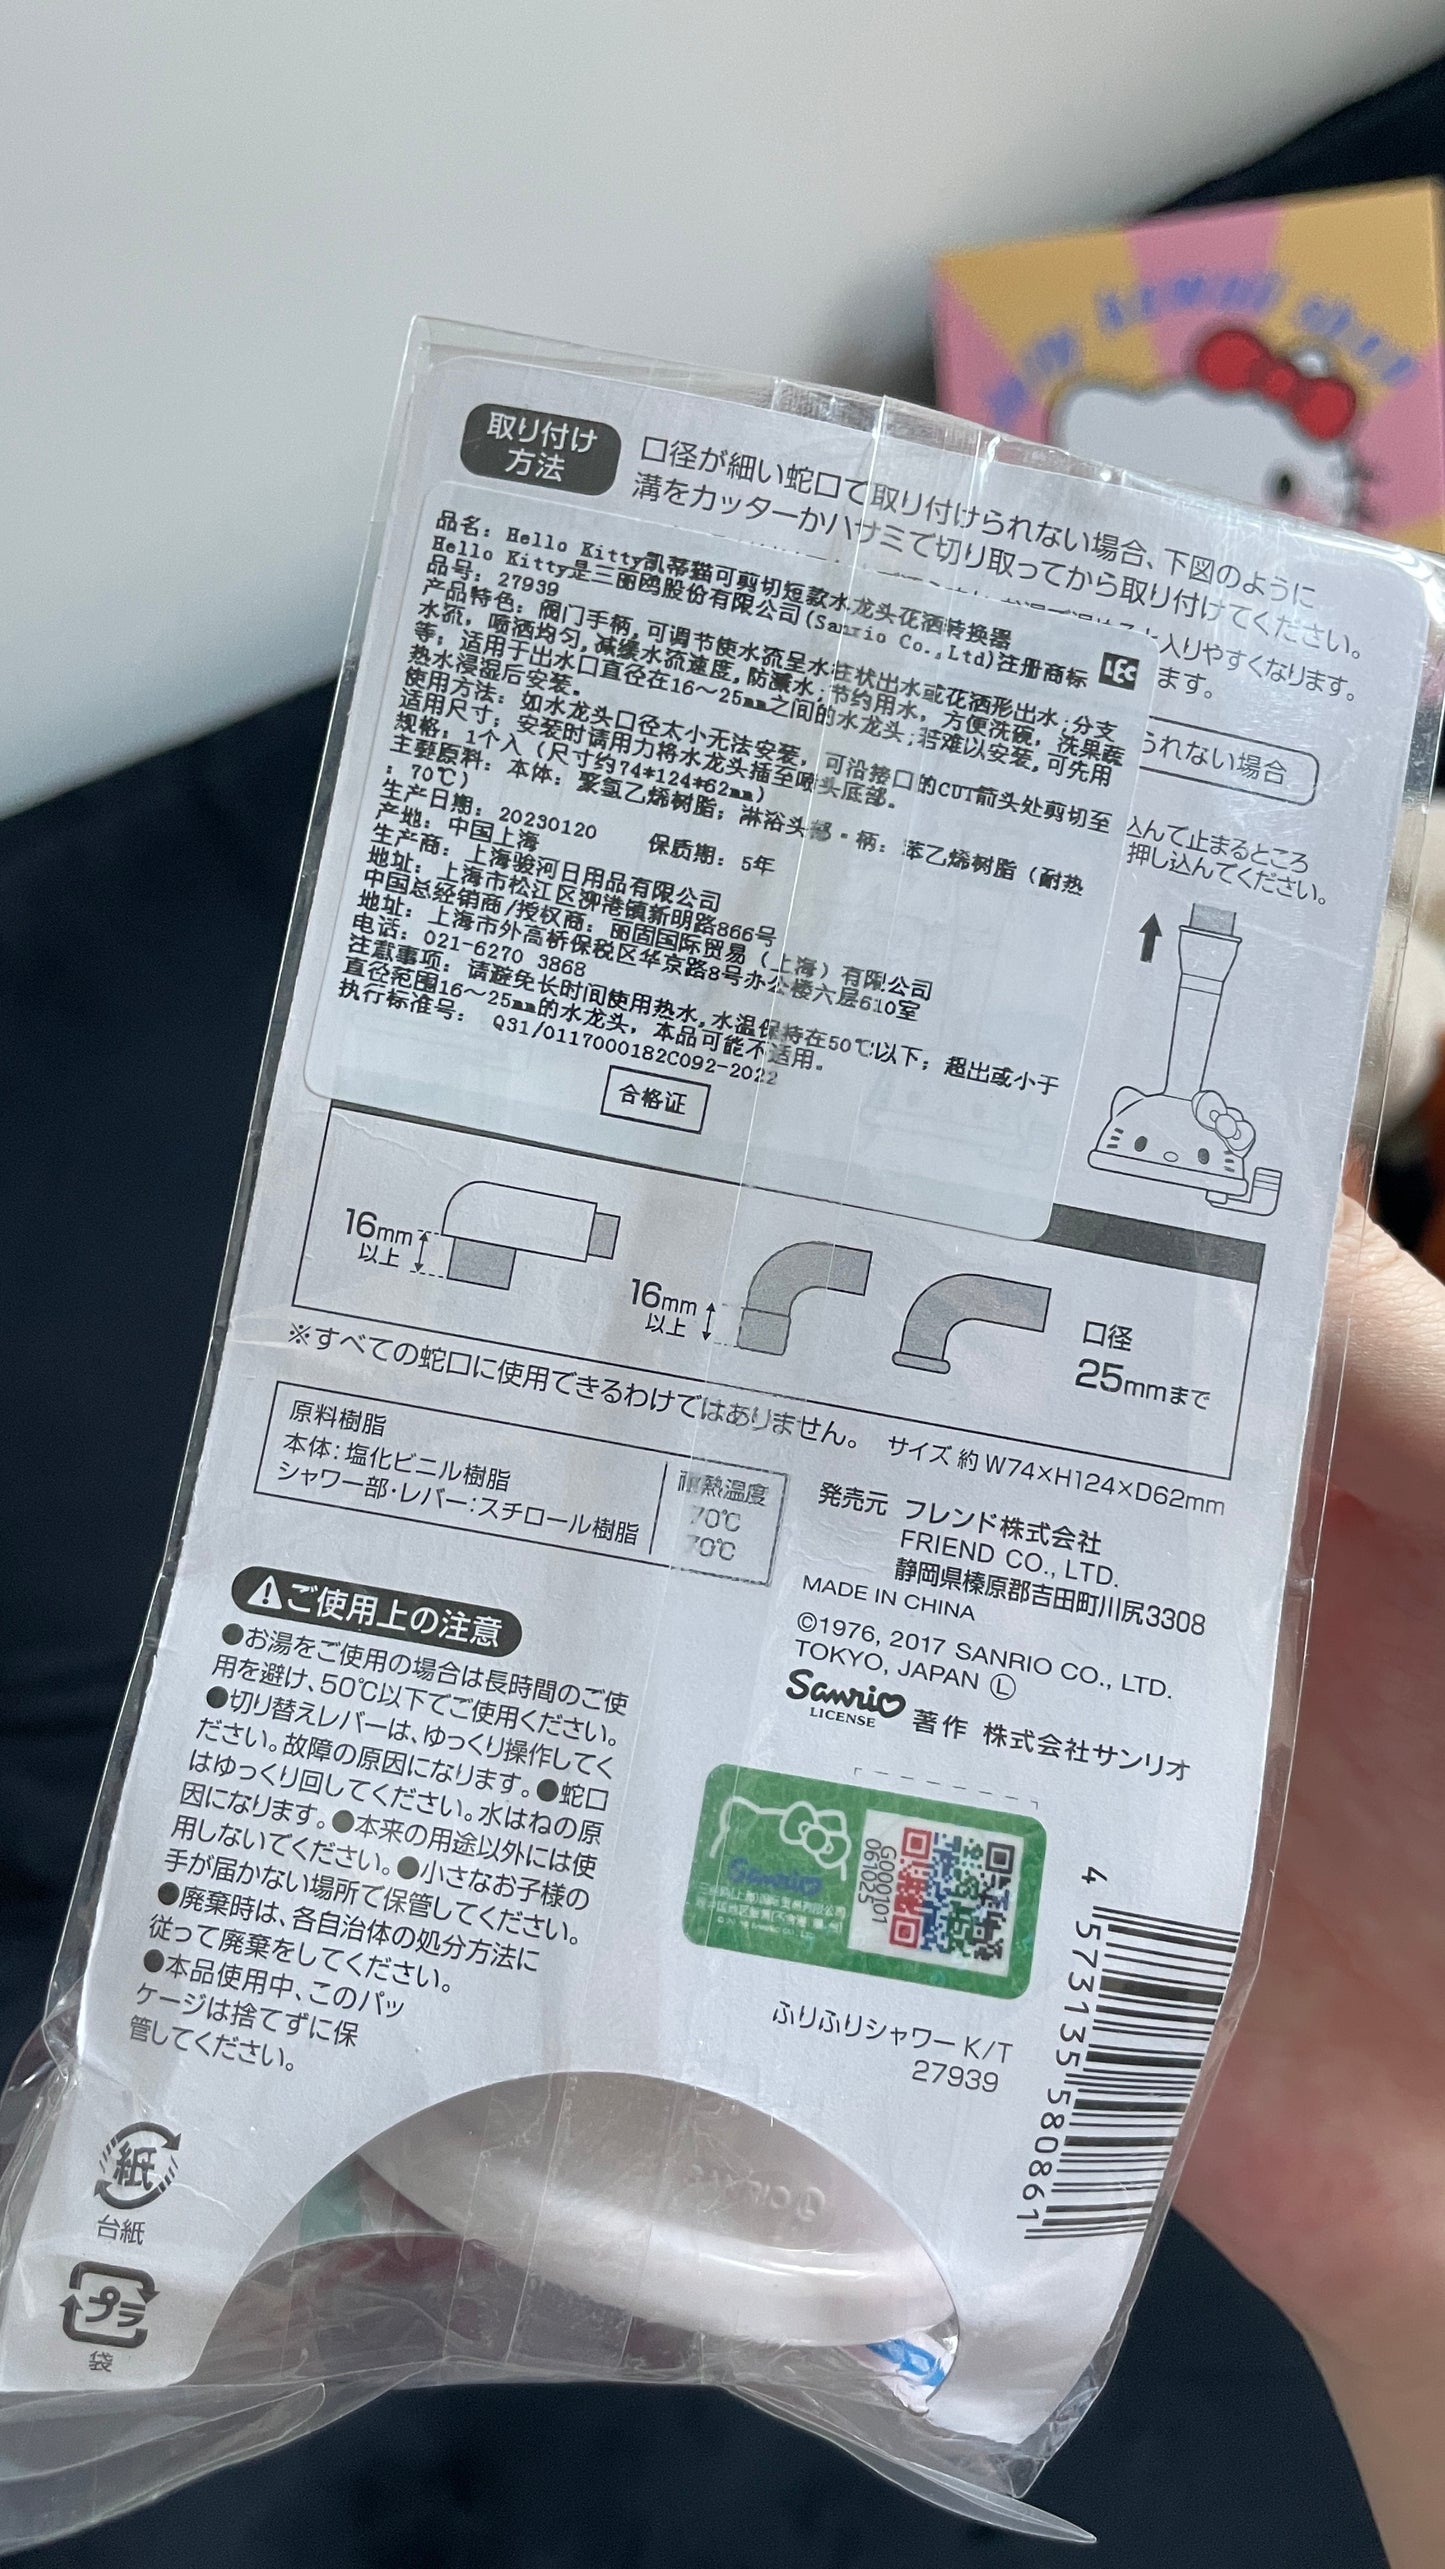 取り付け
方法
口径が細い蛇口で取り付けられない場合、下図のように
溝をカッターかハサミで切り取ってから取り付けてください。
入りやすくなります。
ます。
られない場合
込んで止まるところ
押し込んでください。
品名：Hello Kitty凯蒂猫可剪切短款水龙头花洒转换器
Hello Kitty是三丽鸥股份有限公司(Sanrio Co.,Ltd)注册商标
LEC
品号：27939
产品特色：阀门手柄,可调节使水流呈水柱状出水或花洒形出水;分支
水流，喷洒均匀,减缓水流速度,防溅水;节约用水，方便洗碗，洗果蔬
等；适用于出水口直径在16～25mm之间的水龙头;若难以安装,可先用
热水浸湿后安装。
使用方法：如水龙头口径太小无法安装，可沿接口的CUT箭头处剪切至
适用尺寸；安装时请用力将水龙头插至喷头底部。
规格：1个入（尺寸约74*124*62mm）
主要原料：本体：聚氯乙烯树脂；淋浴头部・柄：苯乙烯树脂（耐热
：70℃）
生产日期：20230120 保质期：5年
产地：中国上海
生产商：上海骏河日用品有限公司
地址：上海市松江区泖港镇新明路866号
中国总经销商/授权商：丽固国际贸易（上海）有限公司
地址：上海市外高桥保税区华京路8号办公楼六层610室
电话：021-6270 3868
注意事项：请避免长时间使用热水,水温保持在50℃以下；超出或小于
直径范围16～25mm的水龙头，本品可能不适用。
执行标准号： Q31/0117000182C092-2022
合格证
16mm
以上
16mm
以上
口径
25mmまで
※すべての蛇口に使用できるわけではありません。
サイズ 約 W74×H124×D62mm
原料樹脂
耐熱温度
本体：塩化ビニル樹脂
70℃
シャワー部・レバー：スチロール樹脂
70℃
発売元 フレンド株式会社
FRIEND CO., LTD.
静岡県榛原郡吉田町川尻3308
MADE IN CHINA
©1976, 2017 SANRIO CO., LTD.
TOKYO, JAPAN Ⓛ
Sanrio
LICENSE
著作 株式会社サンリオ
ご使用上の注意
●お湯をご使用の場合は長時間のご使
用を避け、50℃以下でご使用ください。
●切り替えレバーは、ゆっくり操作してく
ださい。故障の原因になります。●蛇口
はゆっくり回してください。水はねの原
因になります。●本来の用途以外には使
用しないでください。●小さなお子様の
手が届かない場所で保管してください。
●廃棄時は、各自治体の処分方法に
従って廃棄をしてください。
●本品使用中、このパッ
ケージは捨てずに保
管してください。
Sanrio
G000101
061025
ふりふりシャワー K/T
27939
4 573135 580861
紙
台紙
プラ
袋